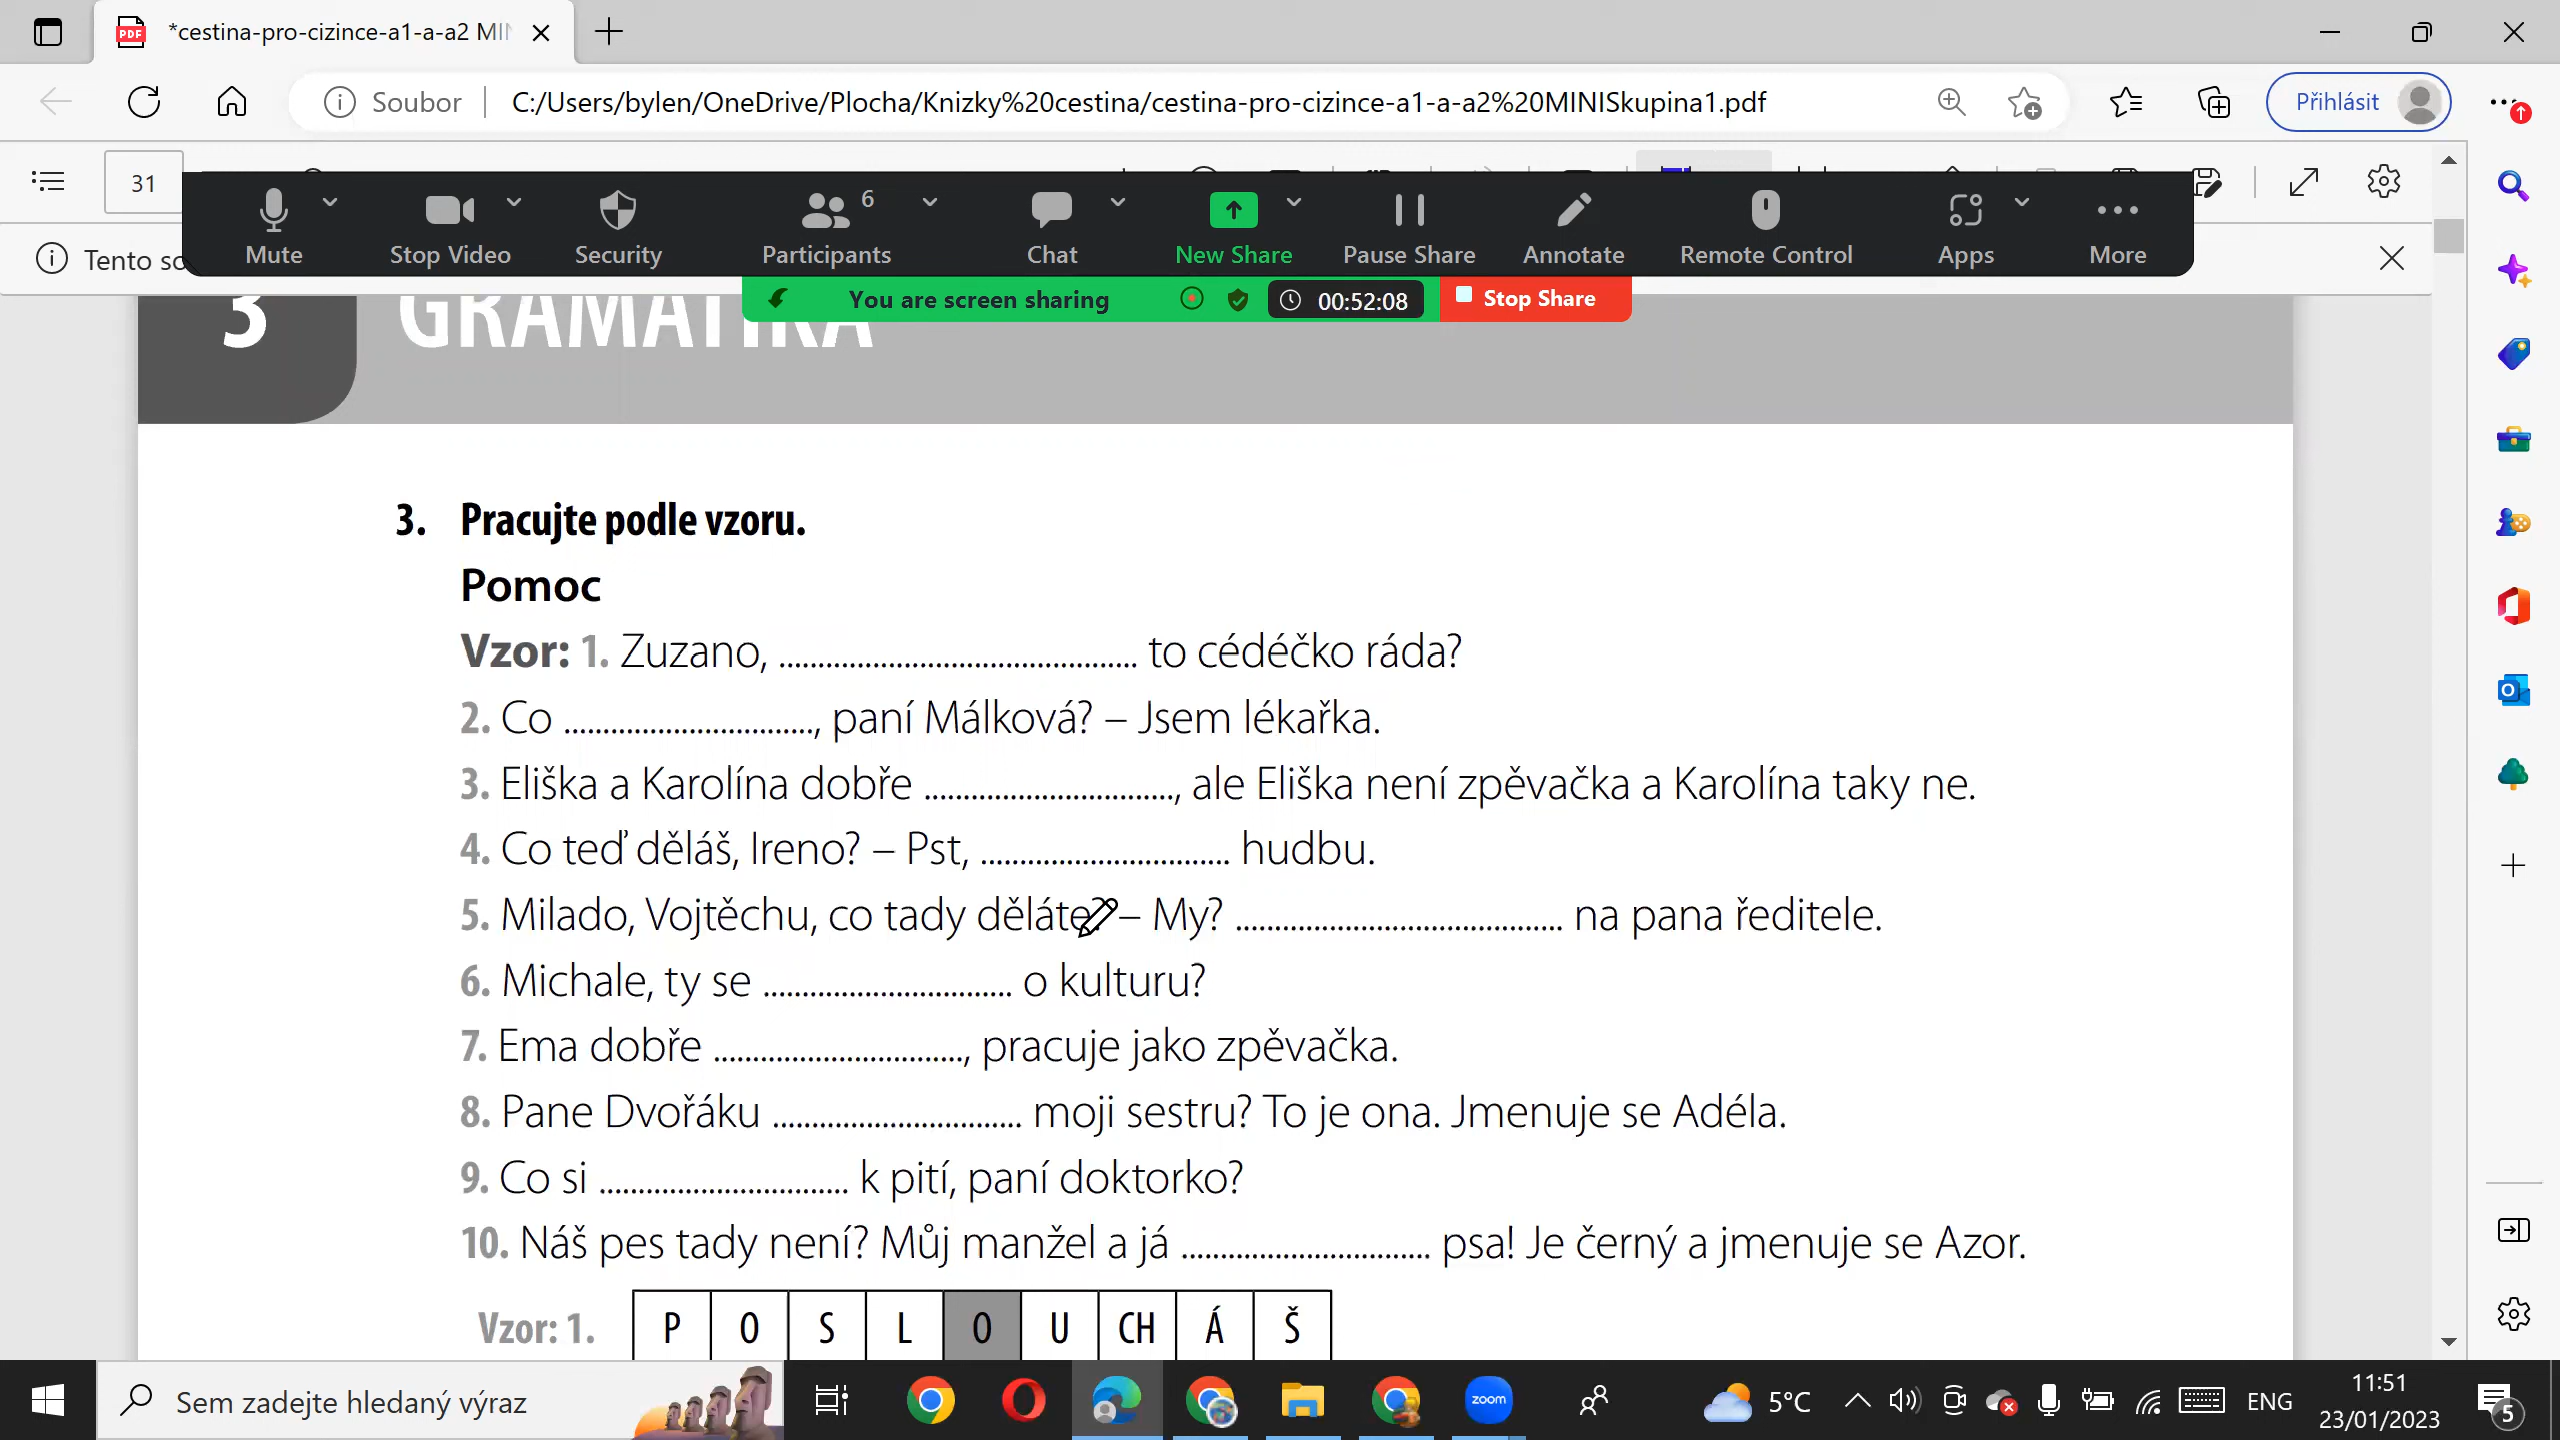 *cestina-pro-cizince-a1-a-a2 MIN
Soubor C:/Users/bylen/OneDrive/Plocha/Knizky%20cestina/cestina-pro-cizince-a1-a-a2%20MINISkupina1.pdf Přihlásit
31
Mute Stop Video Security Participants 6 Chat New Share Pause Share Annotate Remote Control Apps More
Tento so
You are screen sharing 00:52:08 Stop Share
3 GRAMATIKA
3. Pracujte podle vzoru.
Pomoc
Vzor: 1. Zuzano, ............................................. to cédéčko ráda?
2. Co ................................, paní Málková? – Jsem lékařka.
3. Eliška a Karolína dobře ................................, ale Eliška není zpěvačka a Karolína taky ne.
4. Co teď děláš, Ireno? – Pst, ................................ hudbu.
5. Milado, Vojtěchu, co tady děláte? – My? .......................................... na pana ředitele.
6. Michale, ty se ................................ o kulturu?
7. Ema dobře ................................, pracuje jako zpěvačka.
8. Pane Dvořáku ................................ moji sestru? To je ona. Jmenuje se Adéla.
9. Co si ................................ k pití, paní doktorko?
10. Náš pes tady není? Můj manžel a já ................................ psa! Je černý a jmenuje se Azor.
Vzor: 1. P O S L O U CH Á Š
Sem zadejte hledaný výraz zoom 5°C ENG 11:51
23/01/2023 5